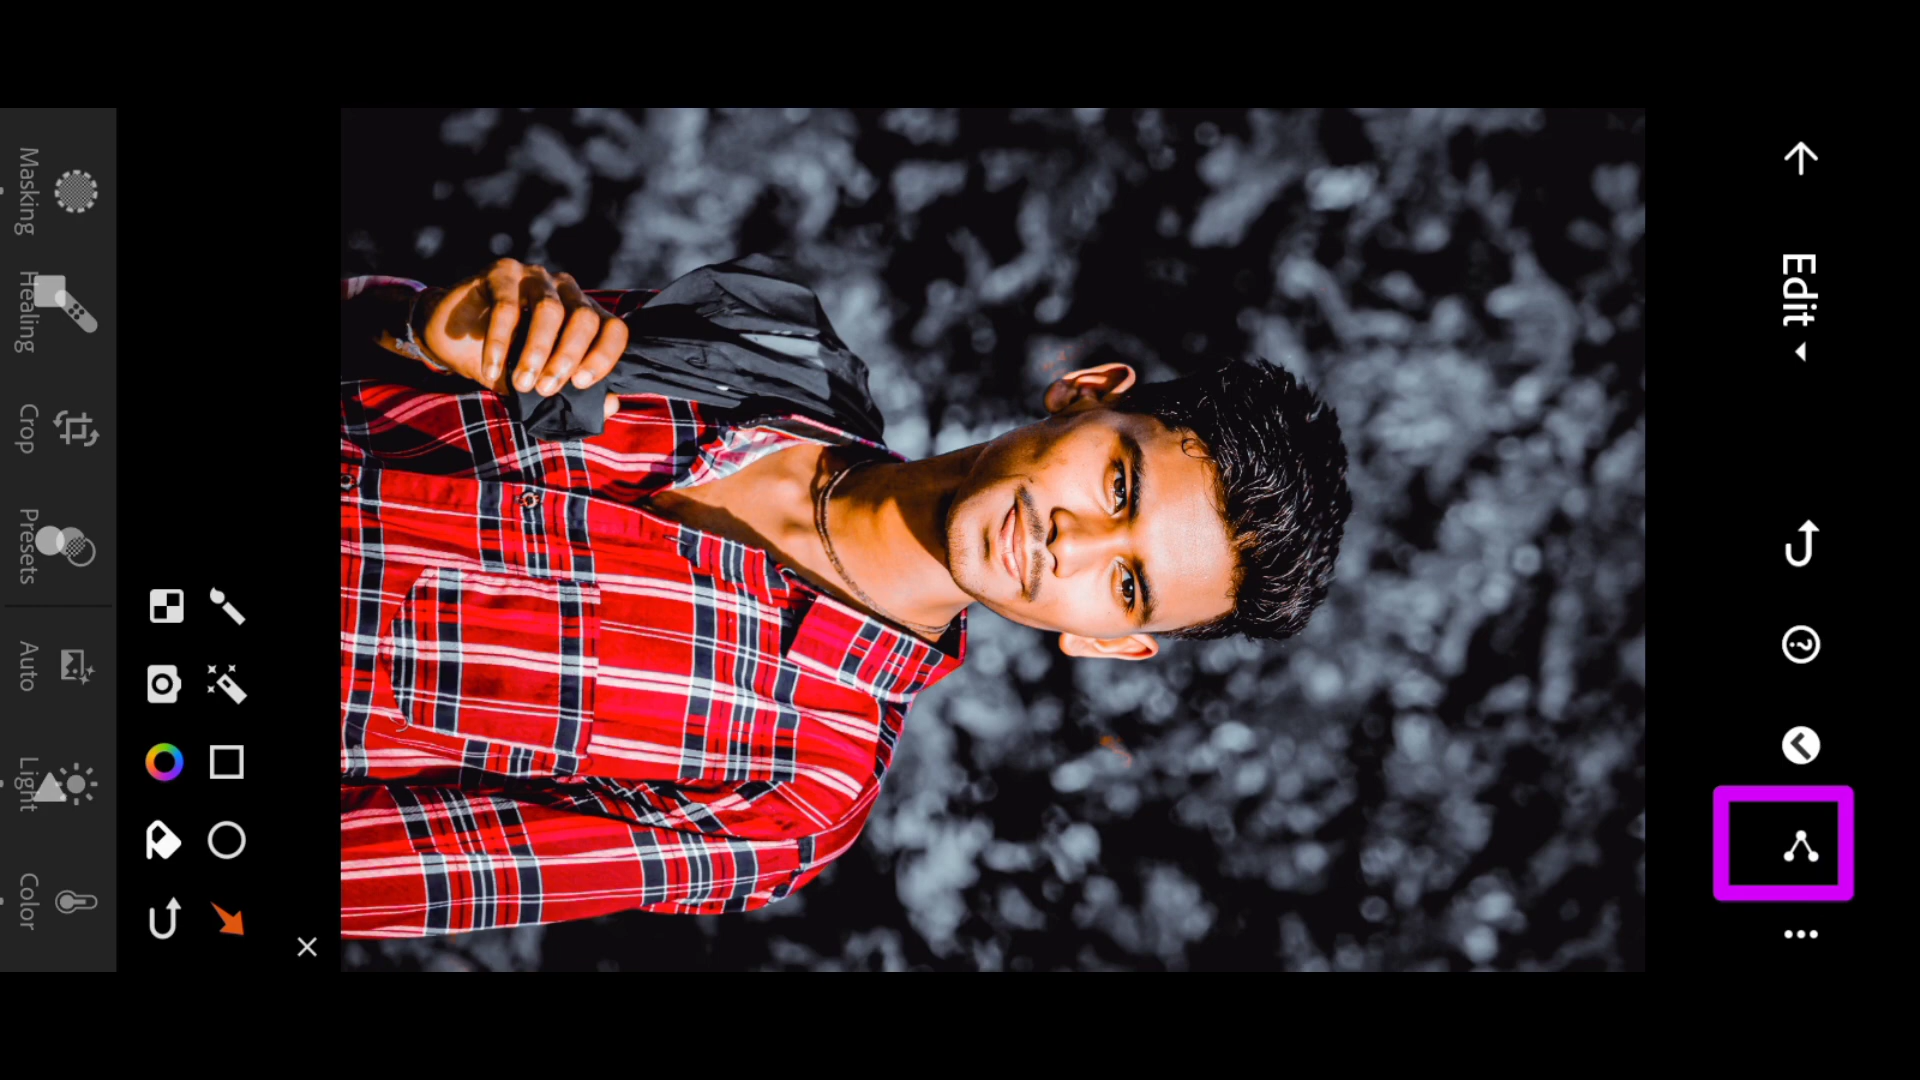 Edit
Masking
Healing
Crop
Presets
Auto
Light
Color